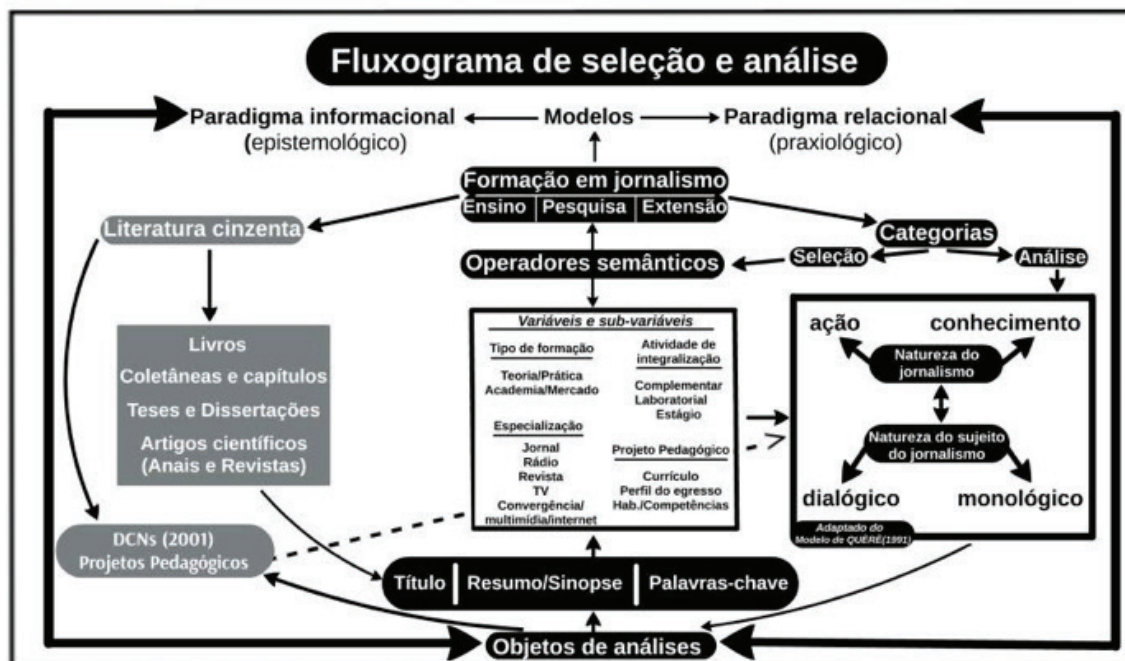 Fluxograma de seleção e análise
Paradigma informacional
(epistemológico)
Modelos
Paradigma relacional
(praxiológico)
Formação em jornalismo
Ensino | Pesquisa | Extensão
Literatura cinzenta
Categorias
Seleção
Análise
Operadores semânticos
Livros
Coletâneas e capítulos
Teses e Dissertações
Artigos científicos
(Anais e Revistas)
Variáveis e sub-variáveis
Tipo de formação
Teoria/Prática
Academia/Mercado
Especialização
Jornal
Rádio
Revista
TV
Convergência/
multimídia/internet
Atividade de
integralização
Complementar
Laboratorial
Estágio
Projeto Pedagógico
Currículo
Perfil do egresso
Hab./Competências
ação
conhecimento
Natureza do
jornalismo
Natureza do sujeito
do jornalismo
dialógico
monológico
Adaptado do
Modelo de QUÉRÉ(1991)
DCNs (2001)
Projetos Pedagógicos
Título | Resumo/Sinopse | Palavras-chave
Objetos de análises